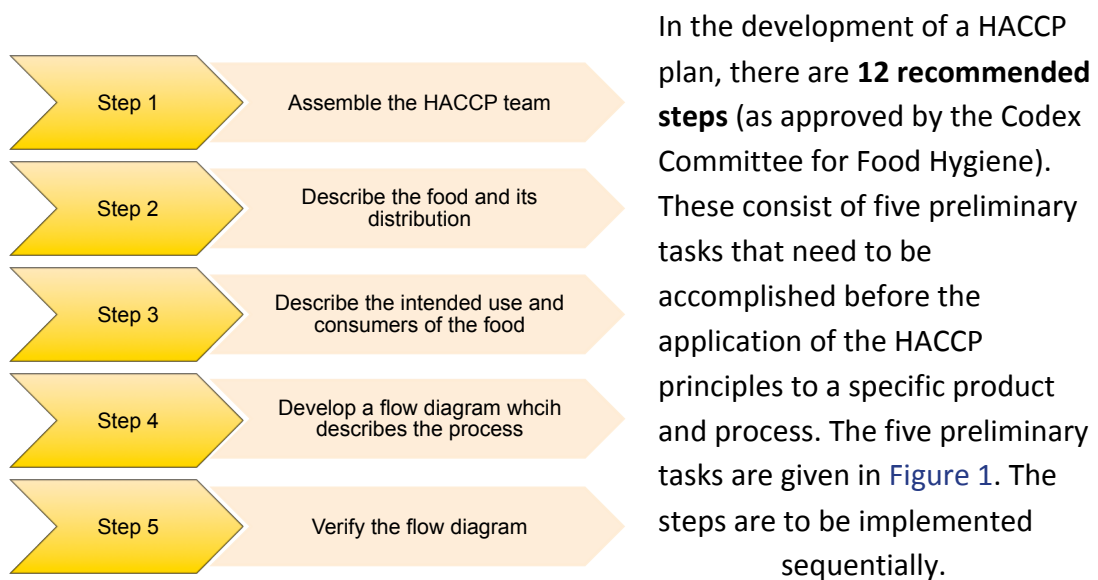 Step 1
Assemble the HACCP team
Step 2
Describe the food and its
distribution
Step 3
Describe the intended use and
consumers of the food
Step 4
Develop a flow diagram whcih
describes the process
Step 5
Verify the flow diagram
In the development of a HACCP
plan, there are 12 recommended
steps (as approved by the Codex
Committee for Food Hygiene).
These consist of five preliminary
tasks that need to be
accomplished before the
application of the HACCP
principles to a specific product
and process. The five preliminary
tasks are given in Figure 1. The
steps are to be implemented
sequentially.